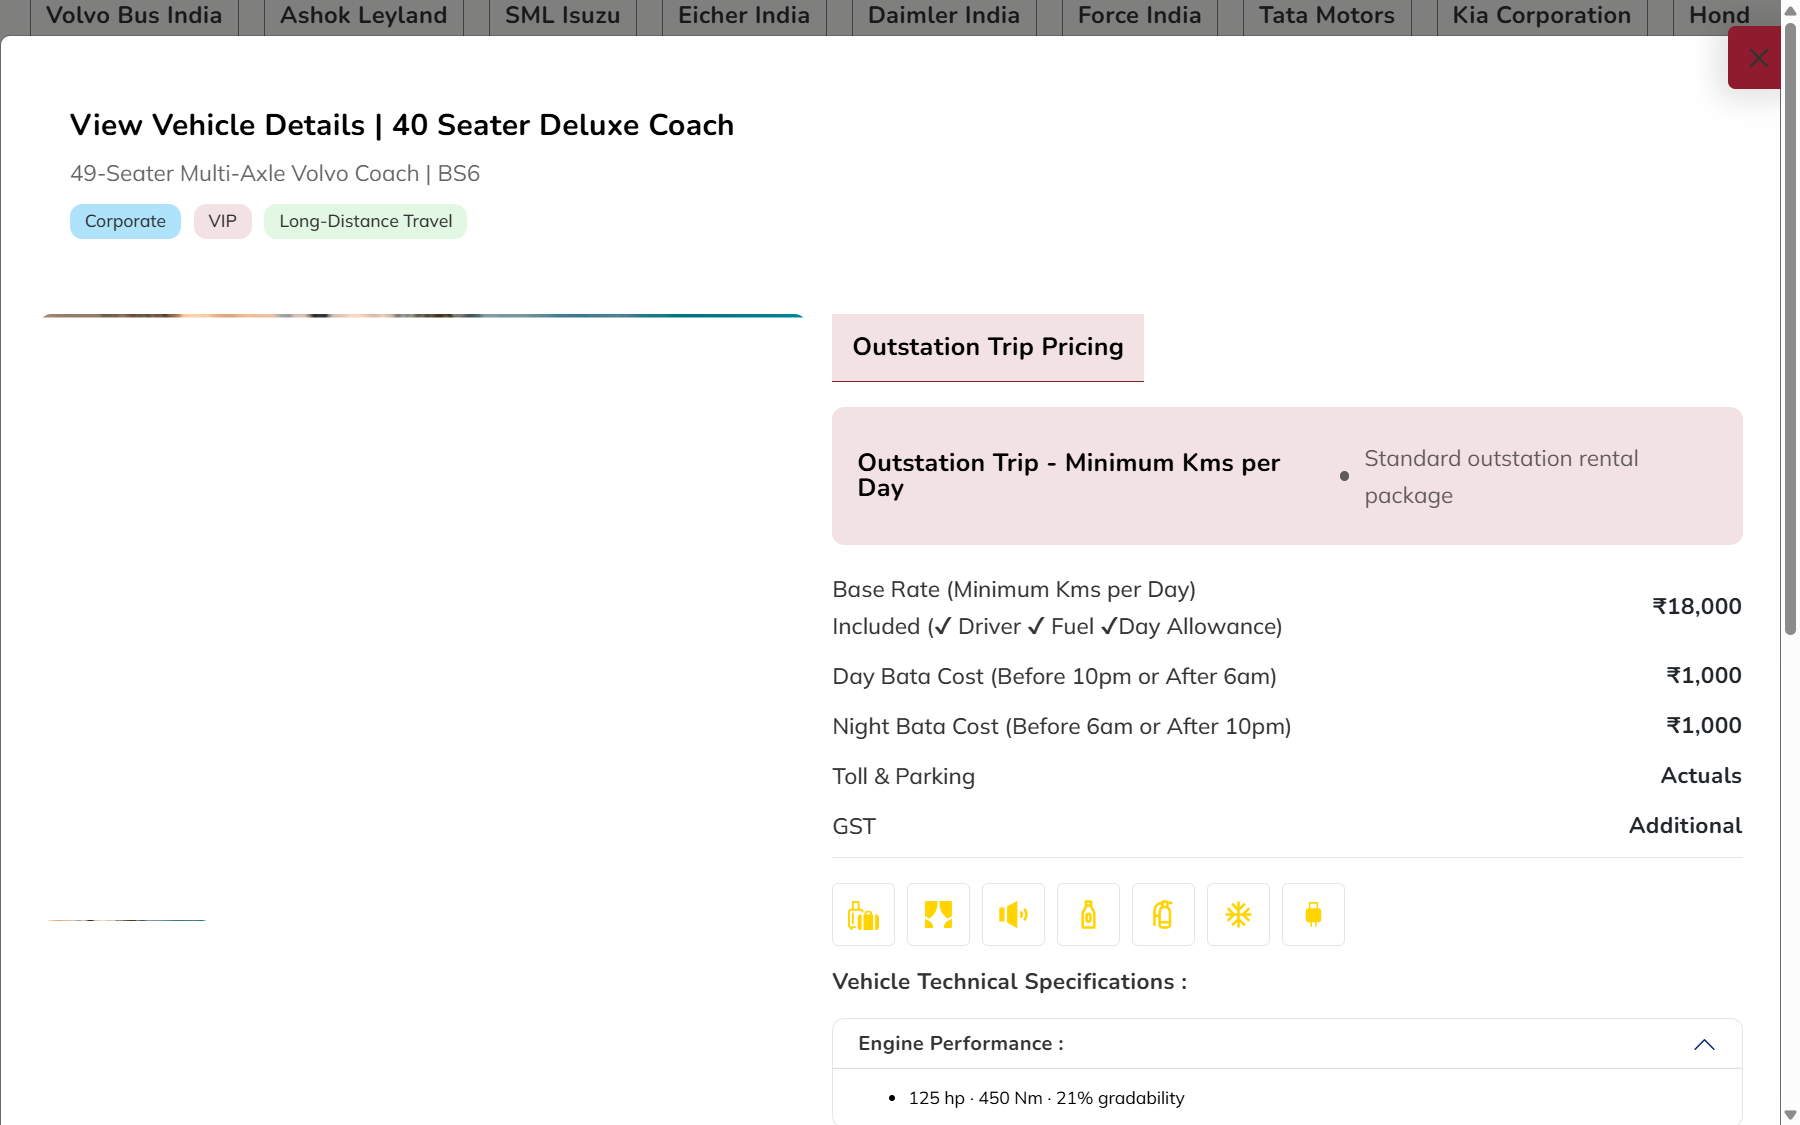 Volvo Bus India Ashok Leyland SML Isuzu Eicher India Daimler India Force India Tata Motors Kia Corporation Hond
View Vehicle Details | 40 Seater Deluxe Coach
49-Seater Multi-Axle Volvo Coach | BS6
Corporate VIP Long-Distance Travel
Outstation Trip Pricing
Outstation Trip - Minimum Kms per
Day
• Standard outstation rental
package
Base Rate (Minimum Kms per Day)
Included (✓ Driver ✓ Fuel ✓Day Allowance)
₹18,000
Day Bata Cost (Before 10pm or After 6am) ₹1,000
Night Bata Cost (Before 6am or After 10pm) ₹1,000
Toll & Parking Actuals
GST Additional
Vehicle Technical Specifications :
Engine Performance :
• 125 hp · 450 Nm · 21% gradability